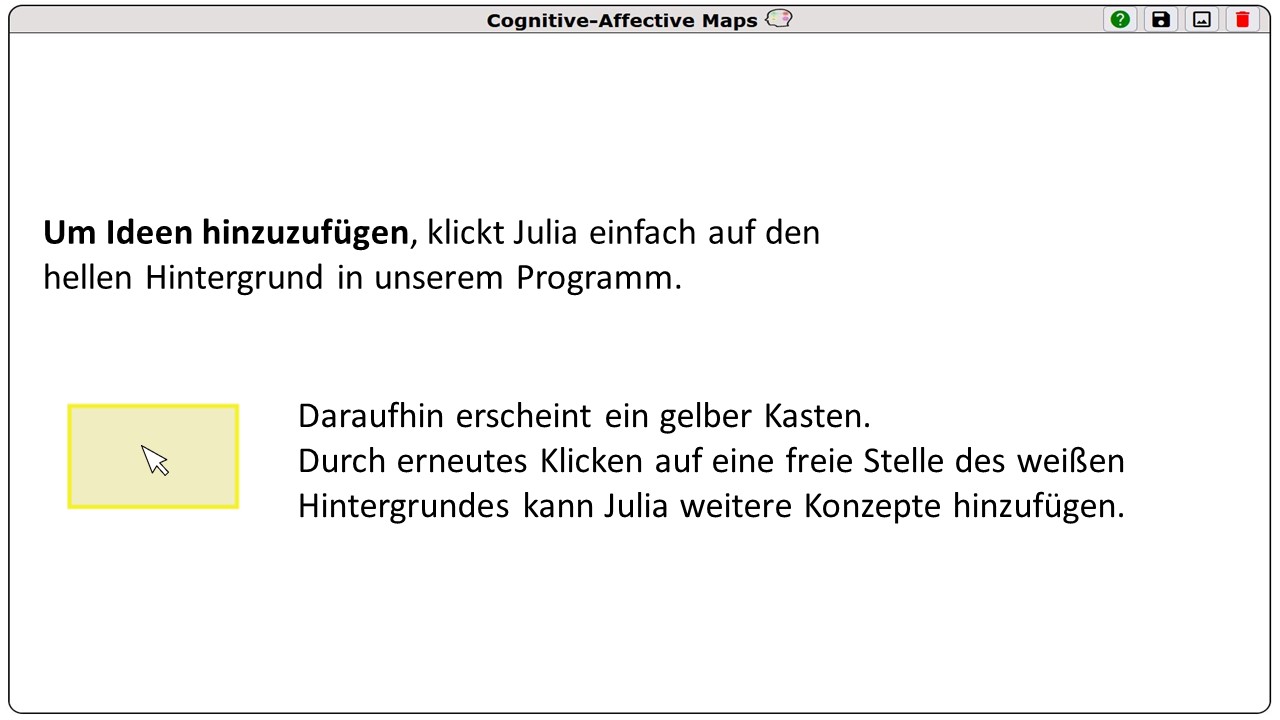 Cognitive-Affective Maps
Um Ideen hinzuzufügen, klickt Julia einfach auf den
hellen Hintergrund in unserem Programm.
Daraufhin erscheint ein gelber Kasten.
Durch erneutes Klicken auf eine freie Stelle des weißen
Hintergrundes kann Julia weitere Konzepte hinzufügen.